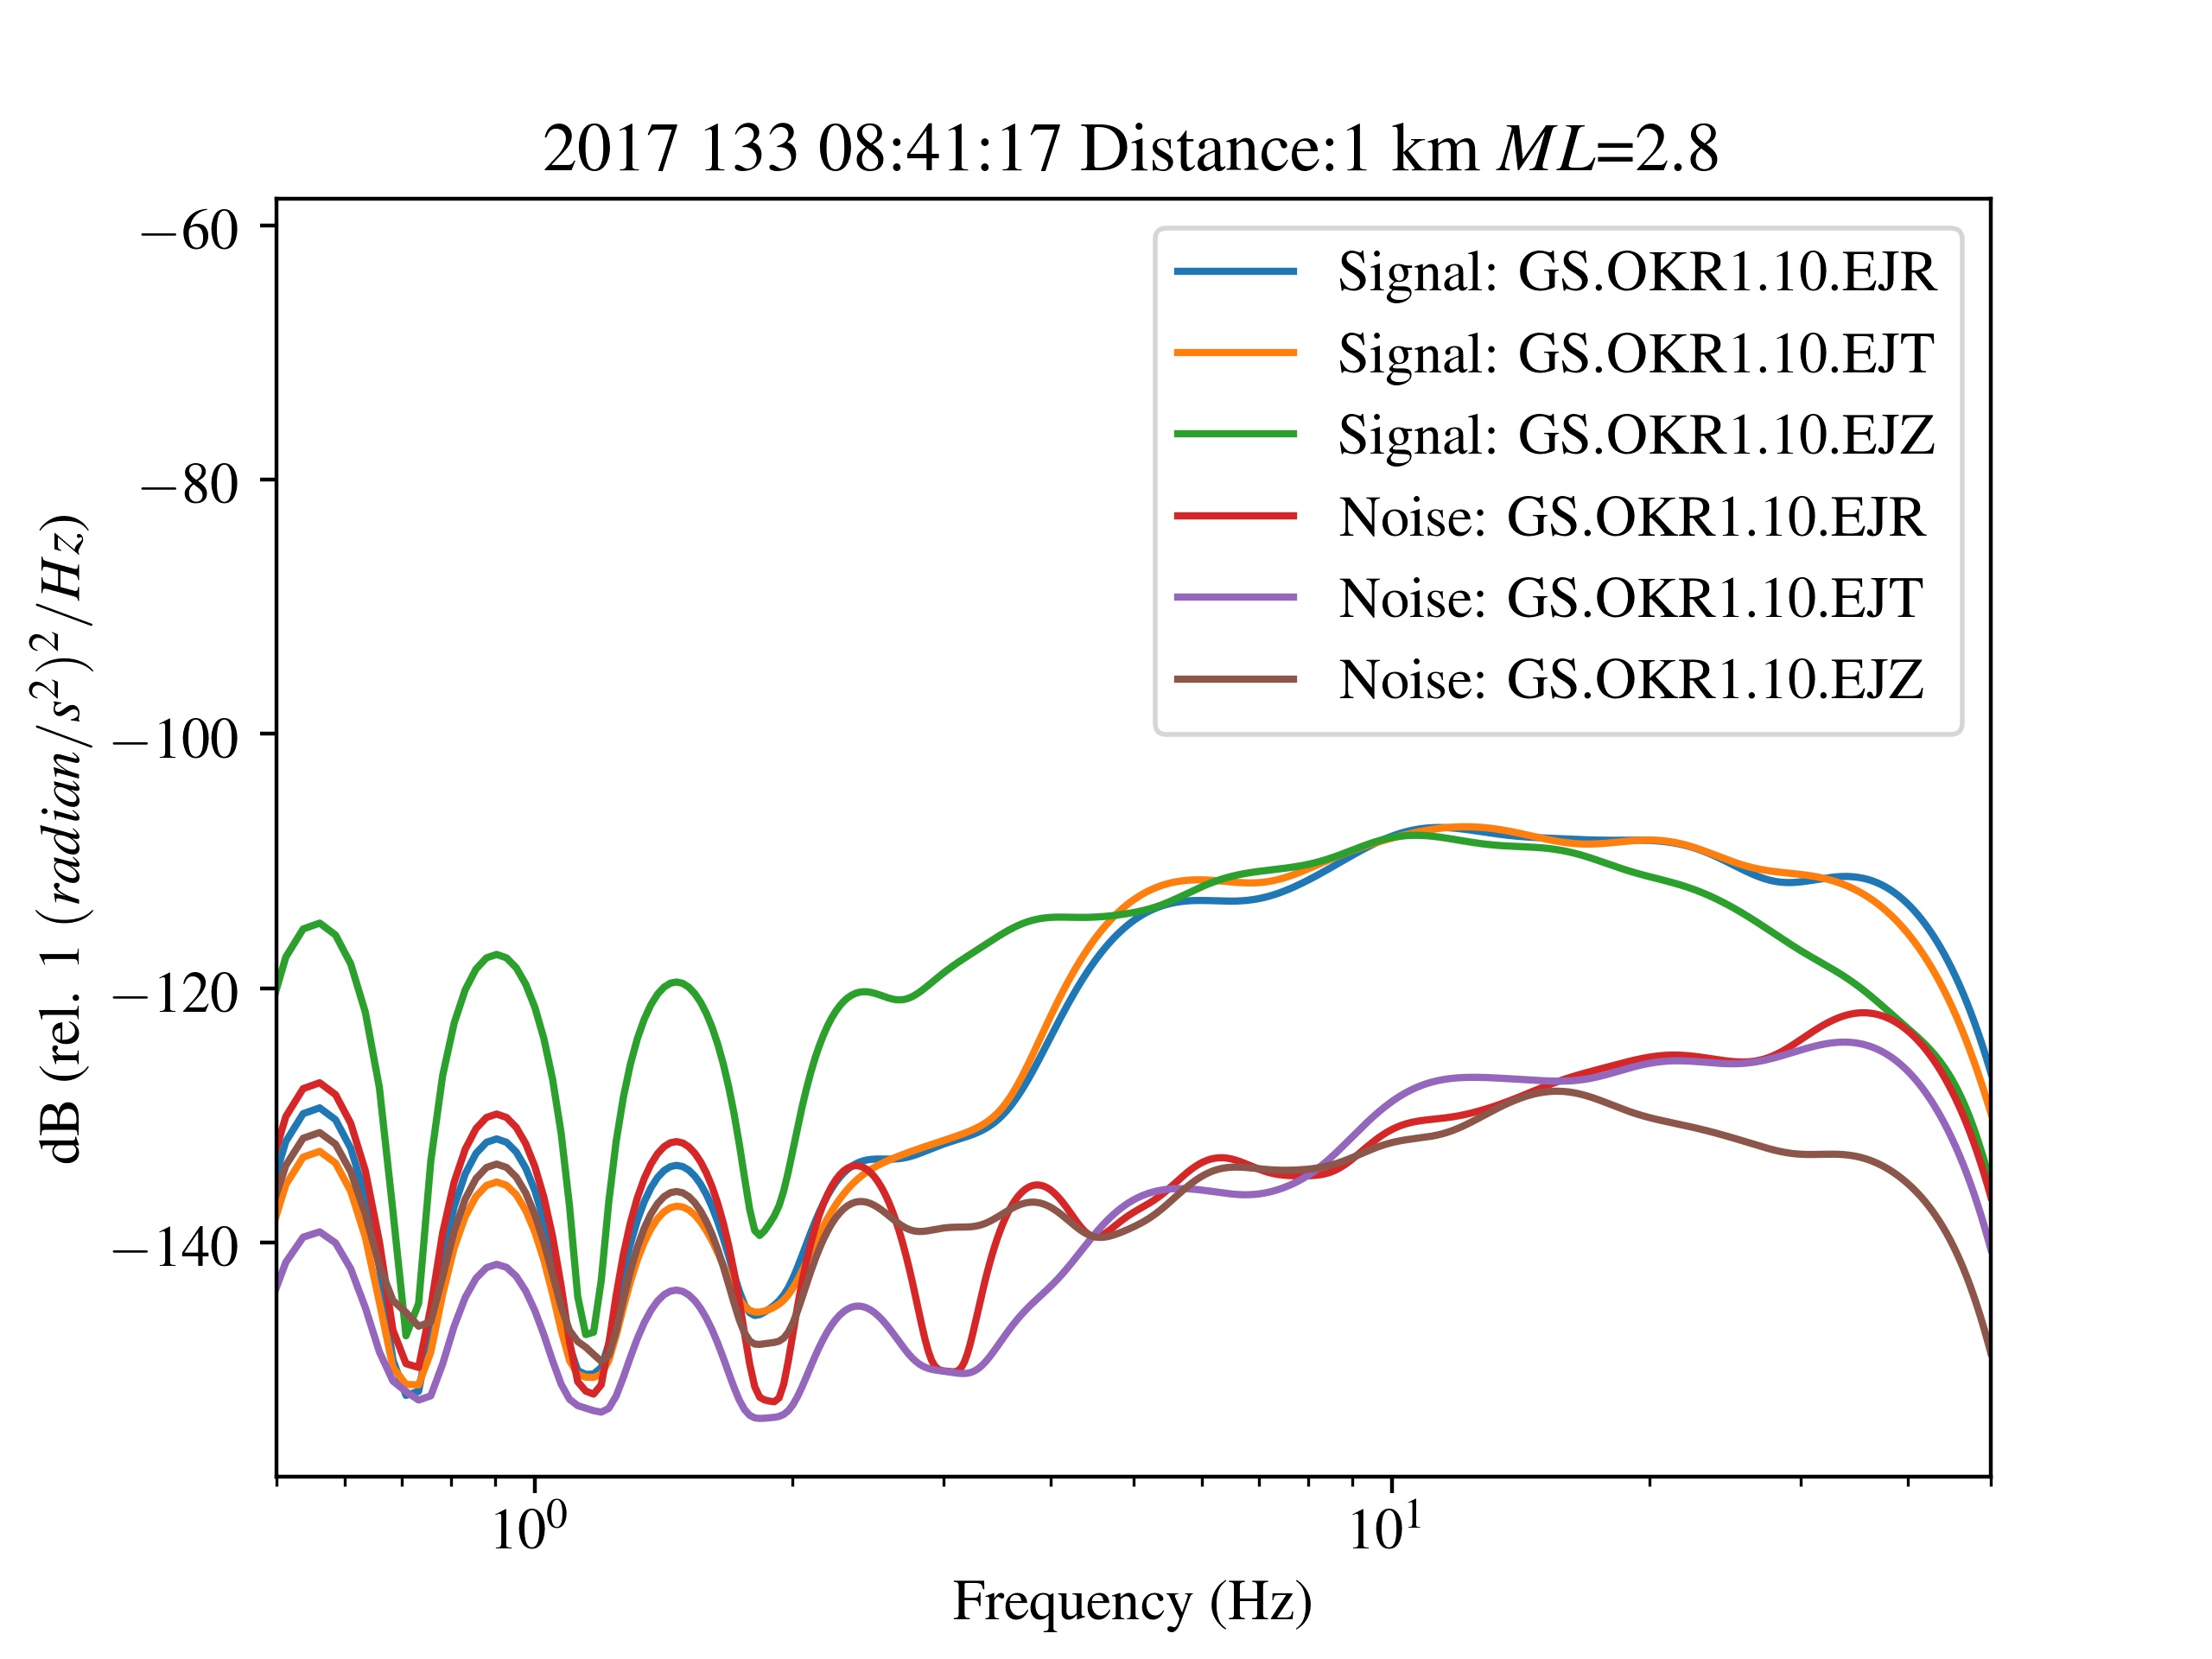 2017 133 08:41:17 Distance:1 km ML=2.8
−60
−80
−100
−120
−140
dB (rel. 1 (radian/s²)²/Hz)
Signal: GS.OKR1.10.EJR
Signal: GS.OKR1.10.EJT
Signal: GS.OKR1.10.EJZ
Noise: GS.OKR1.10.EJR
Noise: GS.OKR1.10.EJT
Noise: GS.OKR1.10.EJZ
10⁰ 10¹
Frequency (Hz)